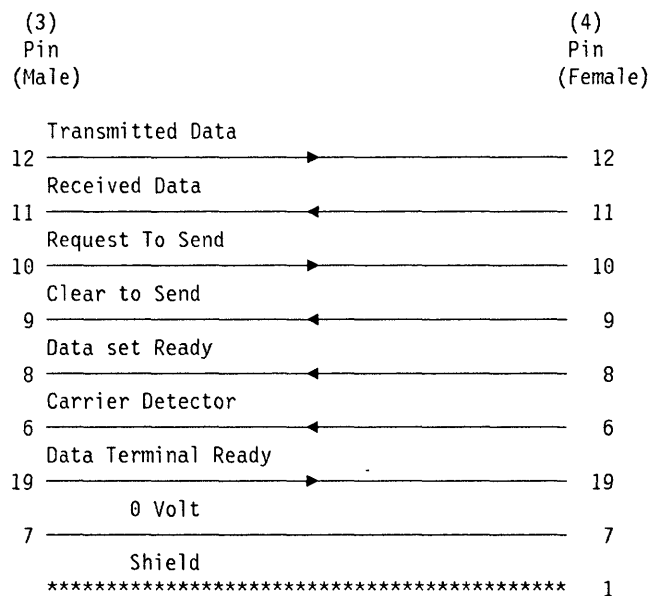 (3) (4)
Pin Pin
(Male) (Female)
Transmitted Data
12 12
Received Data
11 11
Request To Send
10 10
Clear to Send
9 9
Data set Ready
8 8
Carrier Detector
6 6
Data Terminal Ready
19 19
0 Volt
7 7
Shield
******************************************** 1